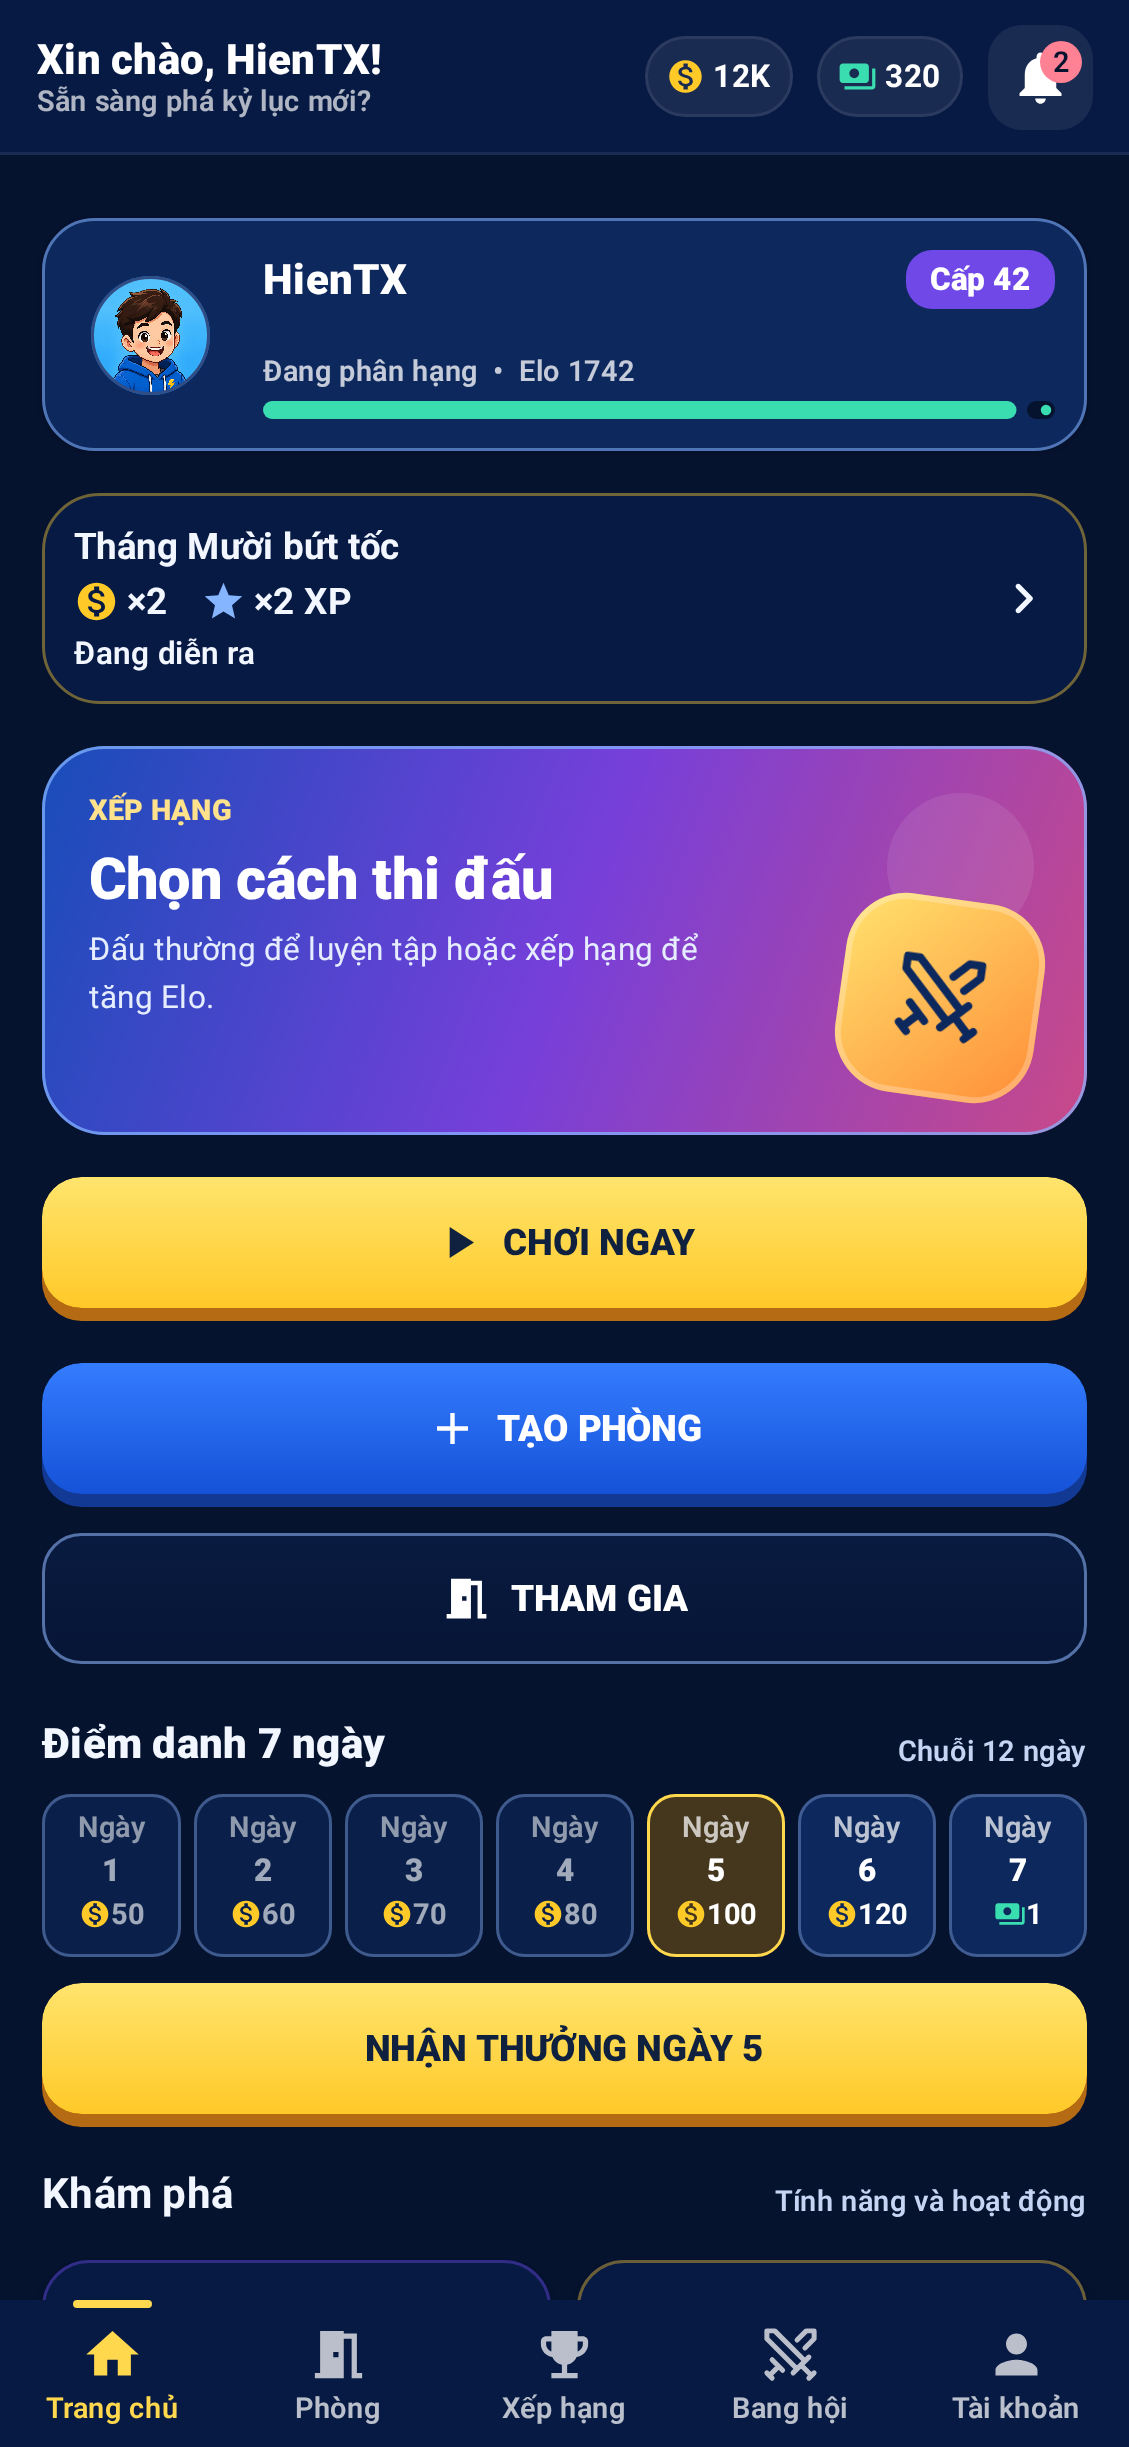 Xin chào, HienTX!
Sẵn sàng phá kỷ lục mới?
12K
320
2
HienTX
Cấp 42
Đang phân hạng • Elo 1742
Tháng Mười bứt tốc
×2 ×2 XP
Đang diễn ra
XẾP HẠNG
Chọn cách thi đấu
Đấu thường để luyện tập hoặc xếp hạng để
tăng Elo.
CHƠI NGAY
TẠO PHÒNG
THAM GIA
Điểm danh 7 ngày
Chuỗi 12 ngày
Ngày
1
50
Ngày
2
60
Ngày
3
70
Ngày
4
80
Ngày
5
100
Ngày
6
120
Ngày
7
1
NHẬN THƯỞNG NGÀY 5
Khám phá
Tính năng và hoạt động
Trang chủ
Phòng
Xếp hạng
Bang hội
Tài khoản